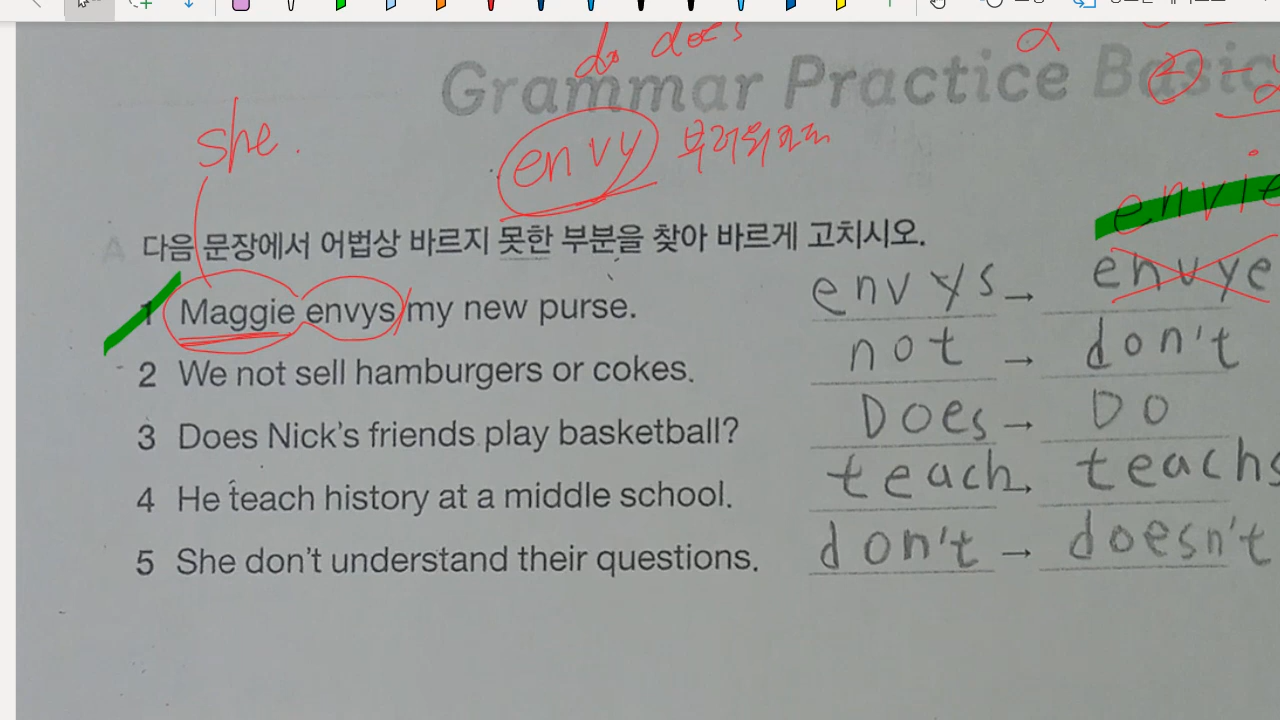 do does
Grammar Practice Basic
she.
envy 부러워하다
다음 문장에서 어법상 바르지 못한 부분을 찾아 바르게 고치시오.
1 Maggie envys my new purse. envys → envye
2 We not sell hamburgers or cokes. not → don't
3 Does Nick's friends play basketball? Does → Do
4 He teach history at a middle school. teach → teachs
5 She don't understand their questions. don't → doesn't